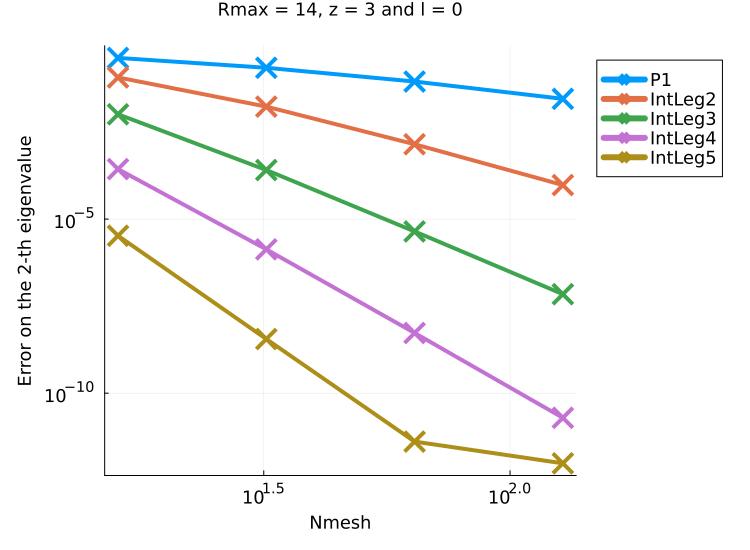 Rmax = 14, z = 3 and l = 0
P1
IntLeg2
IntLeg3
IntLeg4
IntLeg5
Error on the 2-th eigenvalue
10⁻⁵
10⁻¹⁰
10^1.5
10^2.0
Nmesh